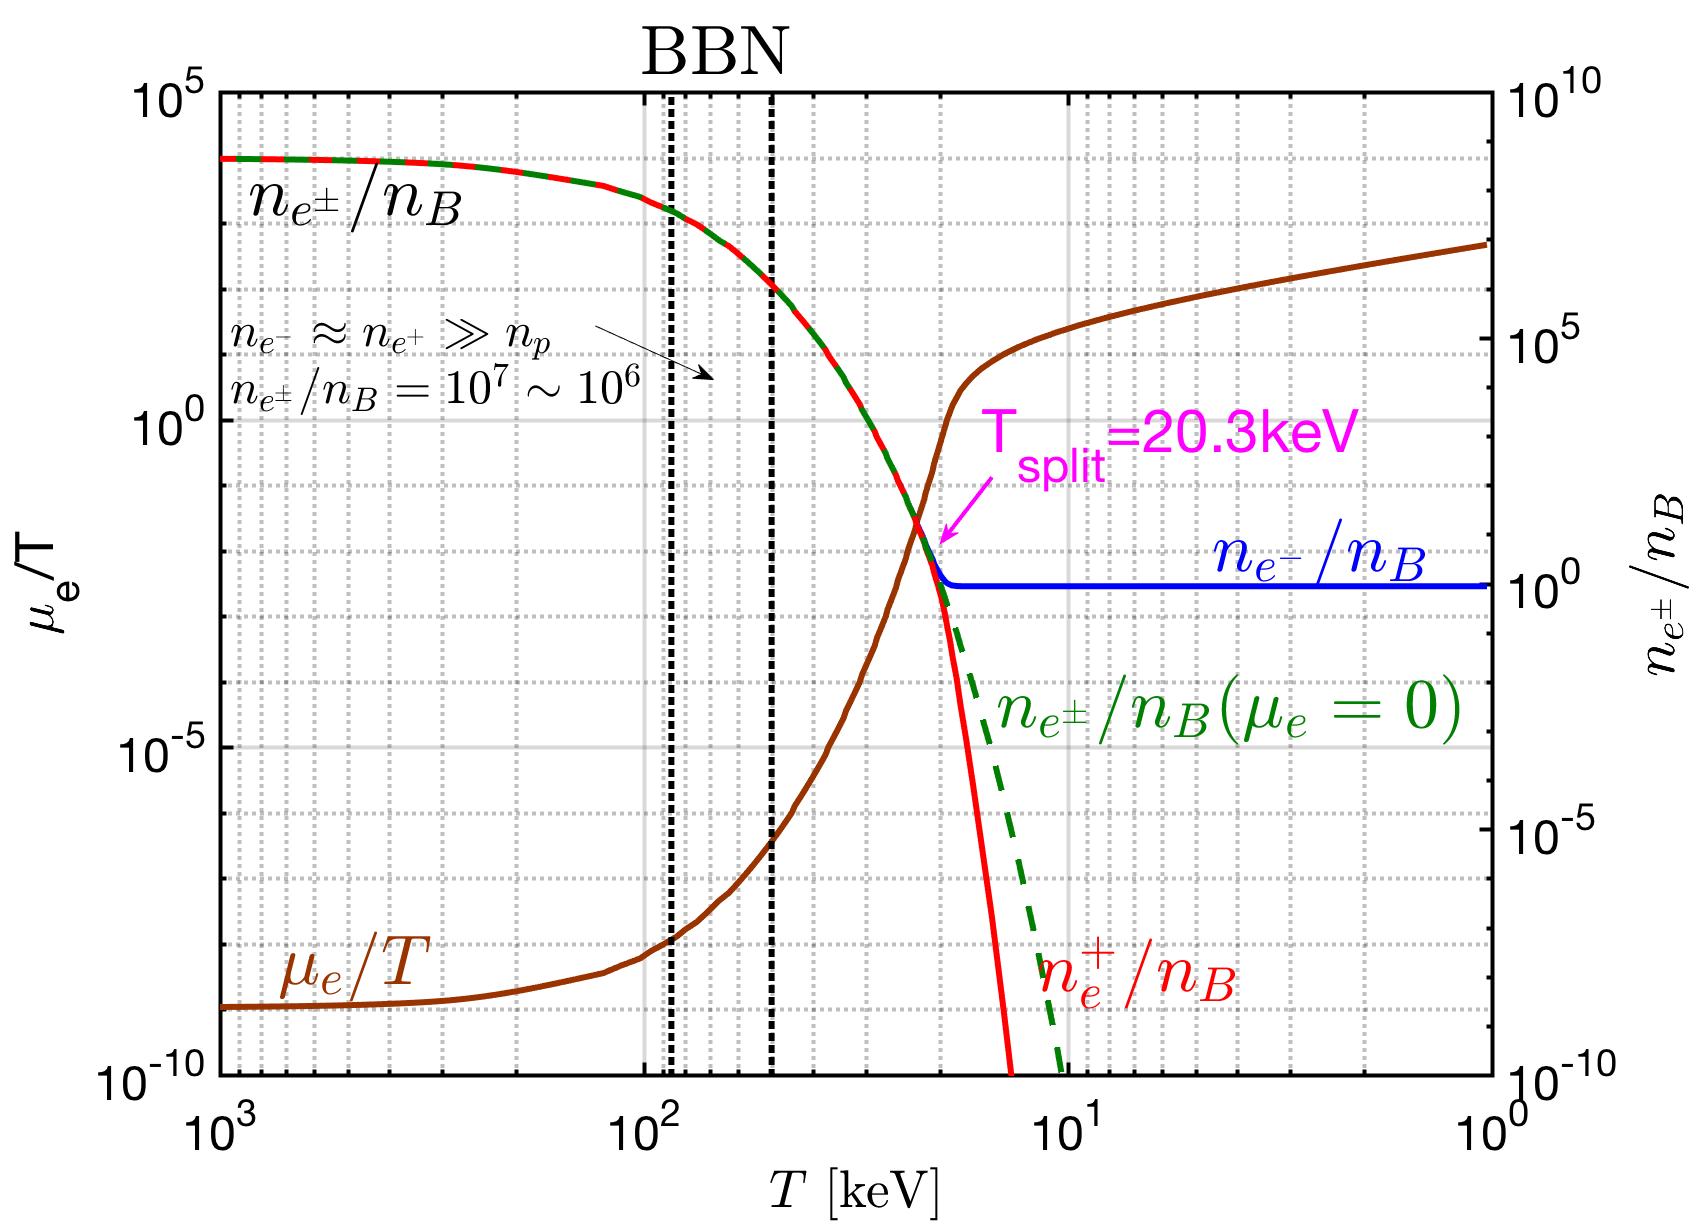 BBN
10^5
10^0
10^-5
10^-10
μ_e/T
n_{e^±}/n_B
n_{e^-} ≈ n_{e^+} ≫ n_p
n_{e^±}/n_B = 10^7 ∼ 10^6
T_split=20.3keV
n_{e^-}/n_B
n_{e^±}/n_B(μ_e = 0)
n_e^+/n_B
μ_e/T
10^10
10^5
10^0
10^-5
10^-10
n_{e^±}/n_B
10^3
10^2
10^1
10^0
T [keV]